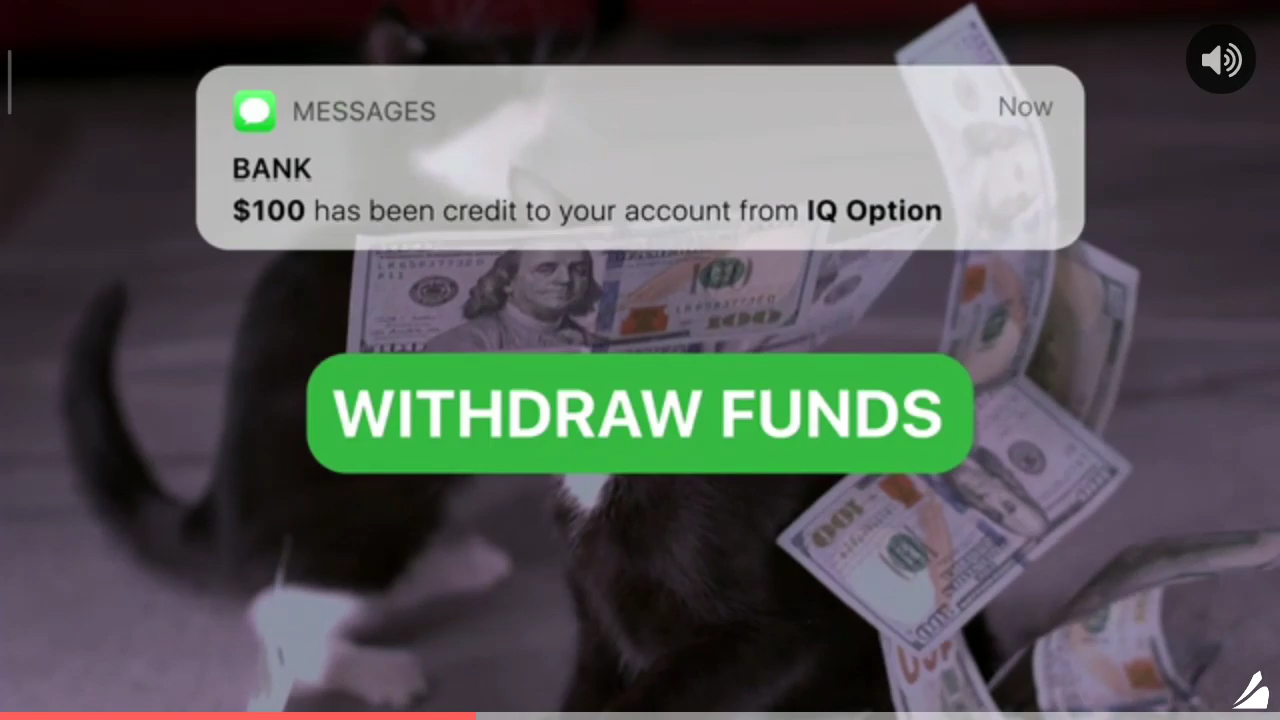 MESSAGES
Now
BANK
$100 has been credit to your account from IQ Option
WITHDRAW FUNDS